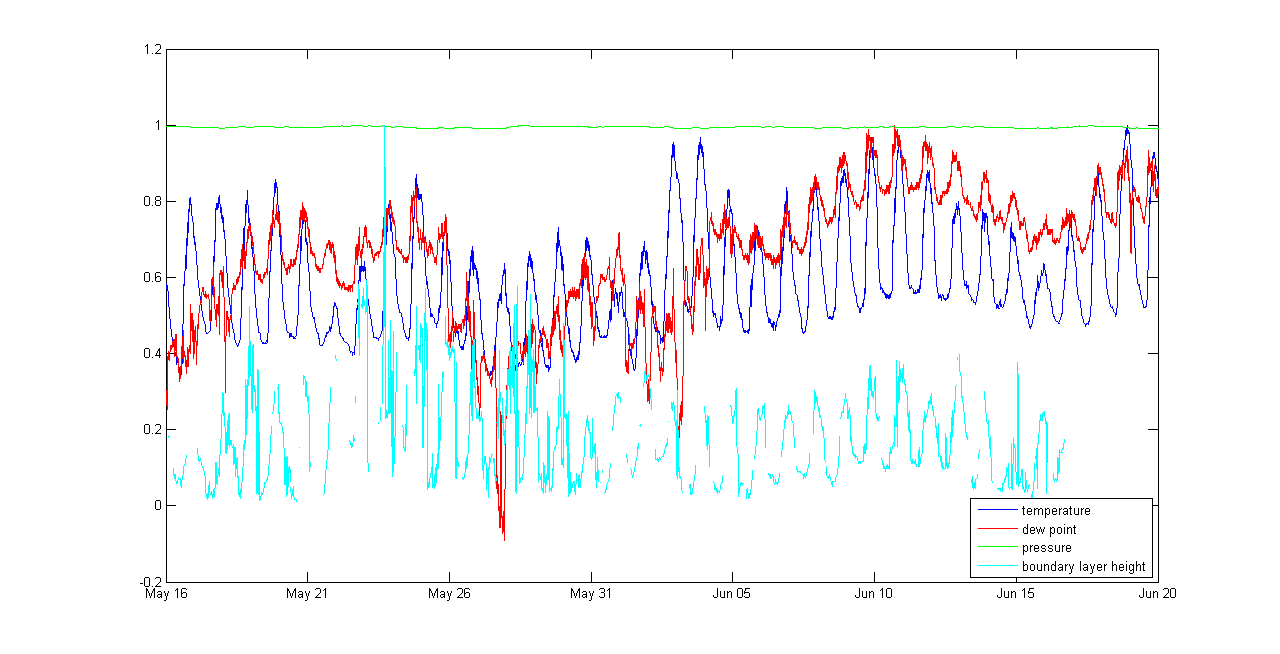 1.2
1
0.8
0.6
0.4
0.2
0
-0.2
May 16
May 21
May 26
May 31
Jun 05
Jun 10
Jun 15
Jun 20
temperature
dew point
pressure
boundary layer height